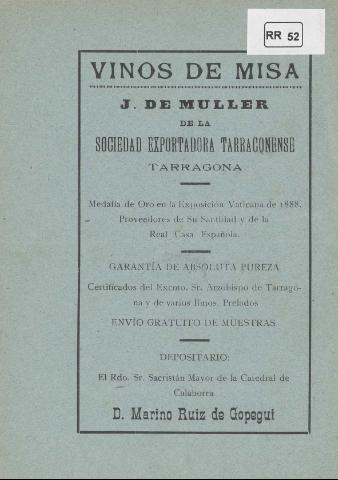 RR 52
VINOS DE MISA
J. DE MULLER
DE LA
SOCIEDAD EXPORTADORA TARRACONENSE
TARRAGONA
Medalla de Oro en la Exposición Vaticana de 1888.
Proveedores de Su Santidad y de la
Real Casa Española.
GARANTÍA DE ABSOLUTA PUREZA
Certificados del Excmo. Sr. Arzobispo de Tarrago-
na y de varios Ilmos. Prelados
ENVÍO GRATUITO DE MUESTRAS
DEPOSITARIO:
El Rdo. Sr. Sacristán Mayor de la Catedral de
Calahorra
D. Marino Ruiz de Gopegui